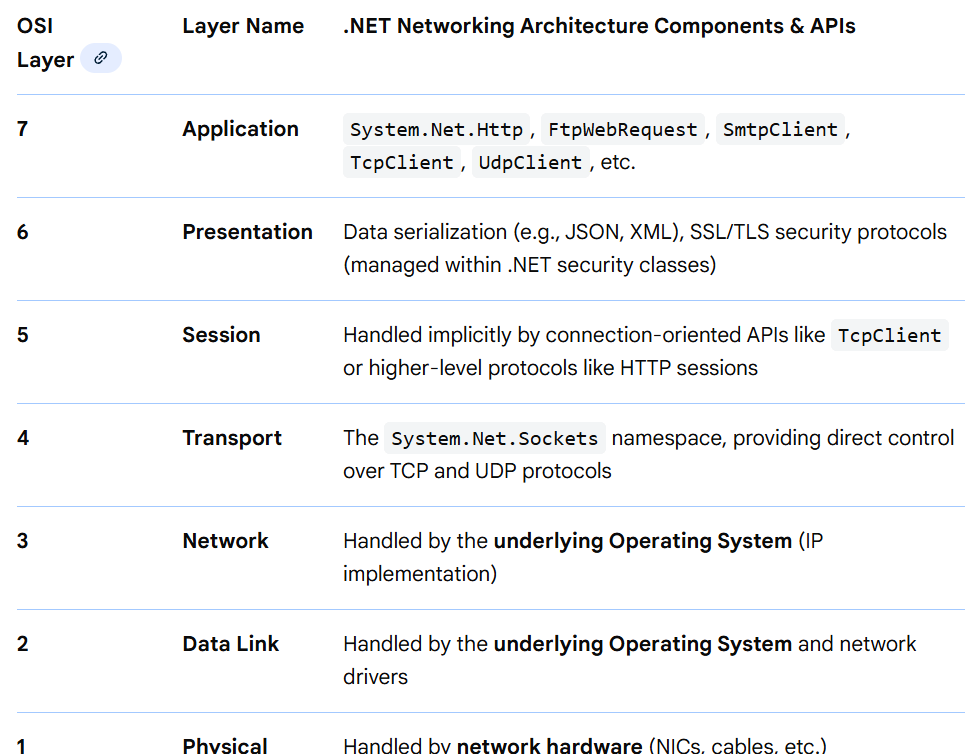 OSI Layer Layer Name .NET Networking Architecture Components & APIs
7 Application System.Net.Http, FtpWebRequest, SmtpClient,
TcpClient, UdpClient, etc.
6 Presentation Data serialization (e.g., JSON, XML), SSL/TLS security protocols
(managed within .NET security classes)
5 Session Handled implicitly by connection-oriented APIs like TcpClient
or higher-level protocols like HTTP sessions
4 Transport The System.Net.Sockets namespace, providing direct control
over TCP and UDP protocols
3 Network Handled by the underlying Operating System (IP
implementation)
2 Data Link Handled by the underlying Operating System and network
drivers
1 Physical Handled by network hardware (NICs, cables, etc.)